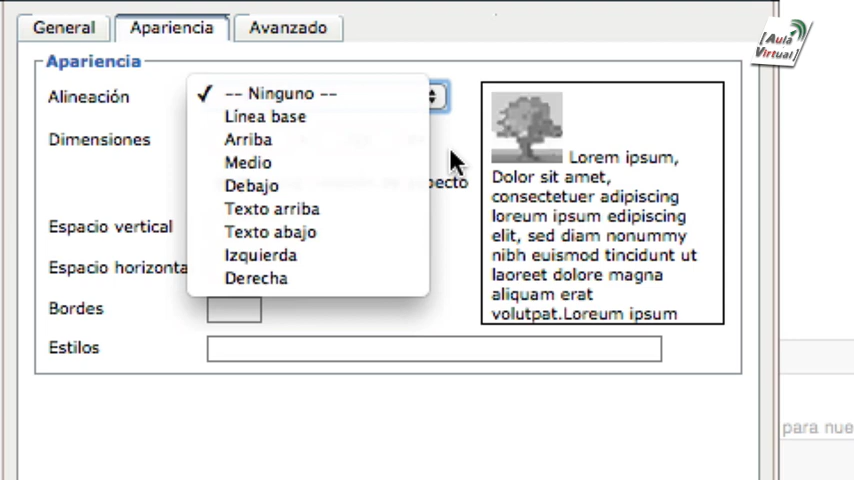 General
Apariencia
Avanzado
[Aula
Virtual]
Apariencia
Alineación
✓ -- Ninguno --
Línea base
Arriba
Medio
Debajo
Texto arriba
Texto abajo
Izquierda
Derecha
Dimensiones
Espacio vertical
Espacio horizonta
Bordes
Estilos
Lorem ipsum,
Dolor sit amet,
consectetuer adipiscing
loreum ipsum edipiscing
elit, sed diam nonummy
nibh euismod tincidunt ut
laoreet dolore magna
aliquam erat
volutpat.Loreum ipsum
para nue